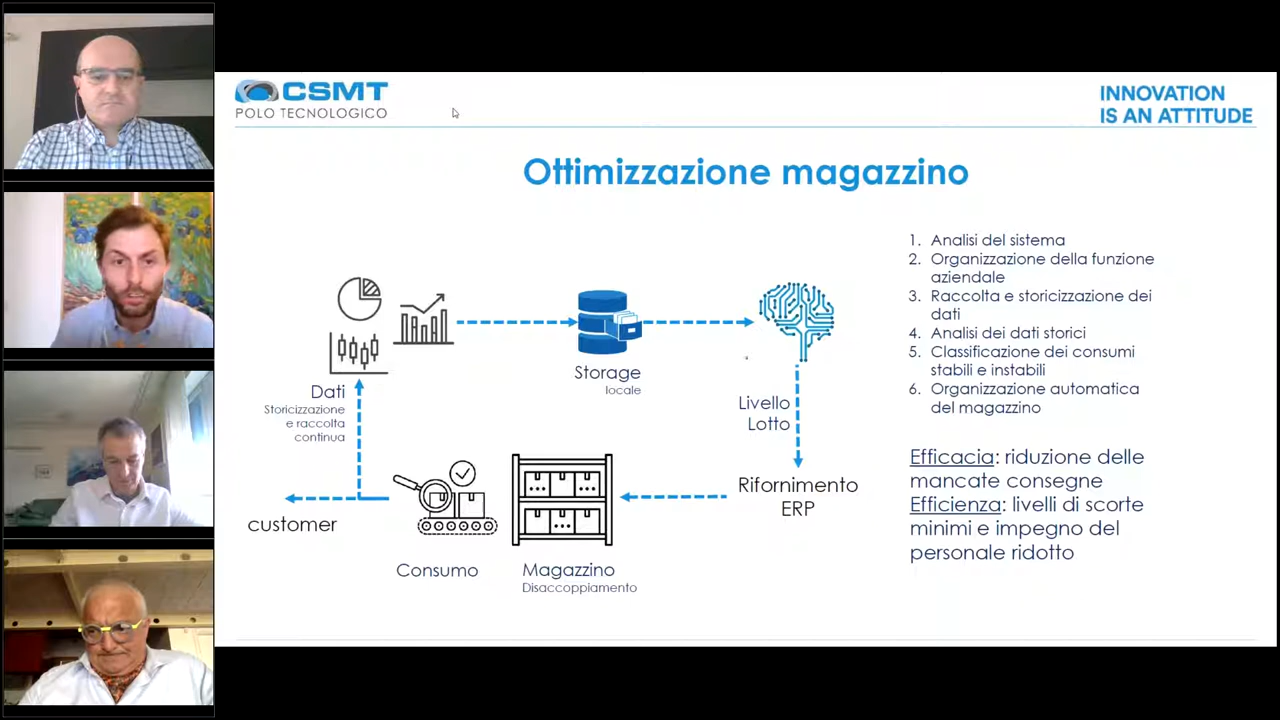 CSMT
POLO TECNOLOGICO
INNOVATION
IS AN ATTITUDE
Ottimizzazione magazzino
Dati
Storicizzazione
e raccolta
continua
Storage
locale
Livello
Lotto
Rifornimento
ERP
customer
Consumo
Magazzino
Disaccoppiamento
1. Analisi del sistema
2. Organizzazione della funzione
aziendale
3. Raccolta e storicizzazione dei
dati
4. Analisi dei dati storici
5. Classificazione dei consumi
stabili e instabili
6. Organizzazione automatica
del magazzino
Efficacia: riduzione delle
mancate consegne
Efficienza: livelli di scorte
minimi e impegno del
personale ridotto